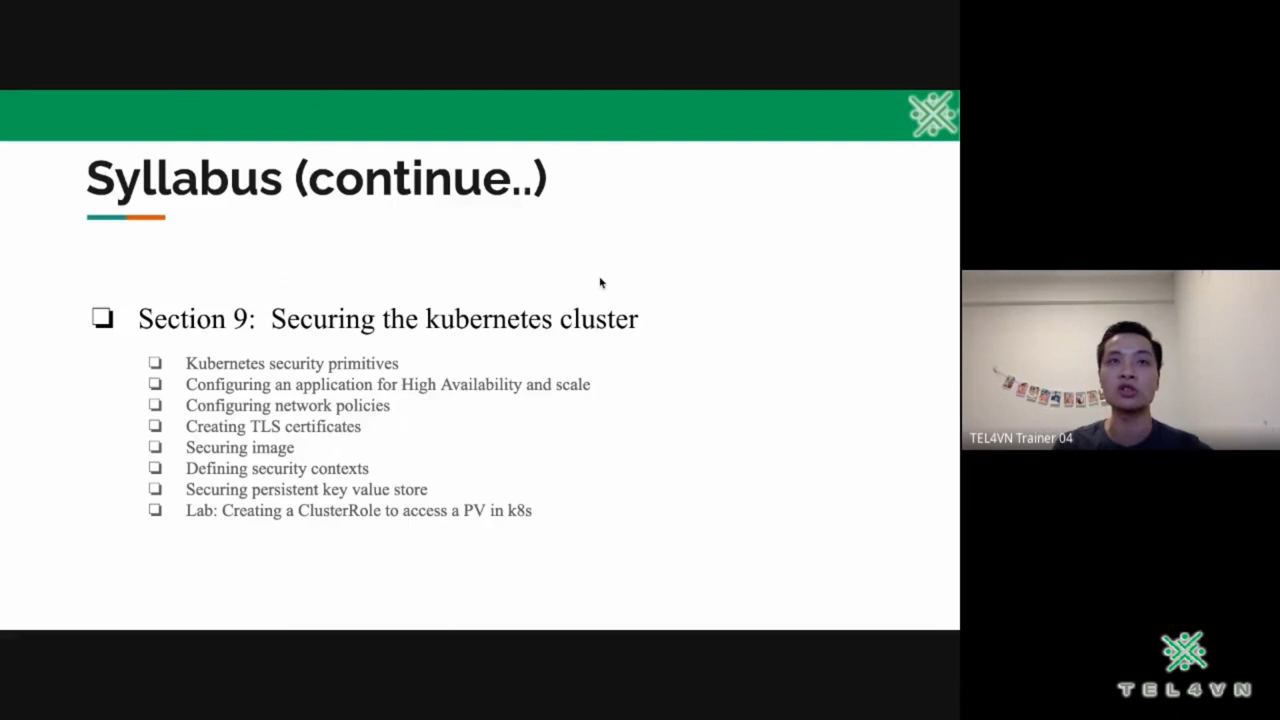 Syllabus (continue..)
Section 9: Securing the kubernetes cluster
Kubernetes security primitives
Configuring an application for High Availability and scale
Configuring network policies
Creating TLS certificates
Securing image
Defining security contexts
Securing persistent key value store
Lab: Creating a ClusterRole to access a PV in k8s
TEL4VN Trainer 04
TEL4VN